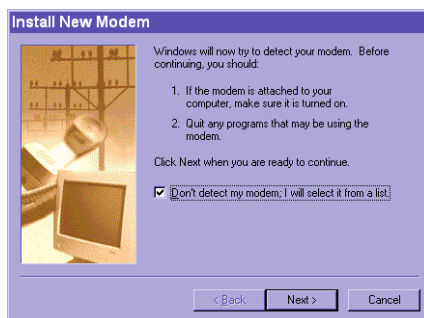 Install New Modem
Windows will now try to detect your modem. Before
continuing, you should:
1. If the modem is attached to your
computer, make sure it is turned on.
2. Quit any programs that may be using the
modem.
Click Next when you are ready to continue.
Don't detect my modem; I will select it from a list.
< Back
Next >
Cancel